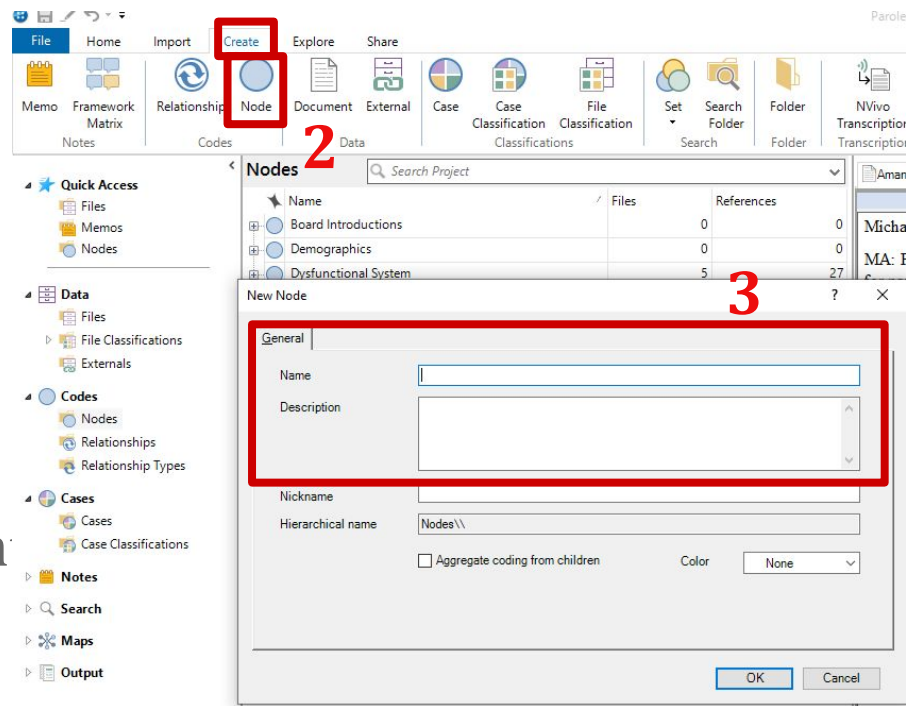 Parole
File Home Import Create Explore Share
Memo Framework Matrix Relationship Node Document External Case Case Classification File Classification Set Search Folder Folder NVivo Transcription
Notes Codes Data Classifications Search Folder Transcription
2
Quick Access
Files
Memos
Nodes
Data
Files
File Classifications
Externals
Codes
Nodes
Relationships
Relationship Types
Cases
Cases
Case Classifications
Notes
Search
Maps
Output
Nodes Search Project
Name Files References
Board Introductions 0 0
Demographics 0 0
Dysfunctional System 5 27
Aman
Micha
MA:
3
New Node ? X
General
Name
Description
Nickname
Hierarchical name Nodes\\
Aggregate coding from children Color None
OK Cancel